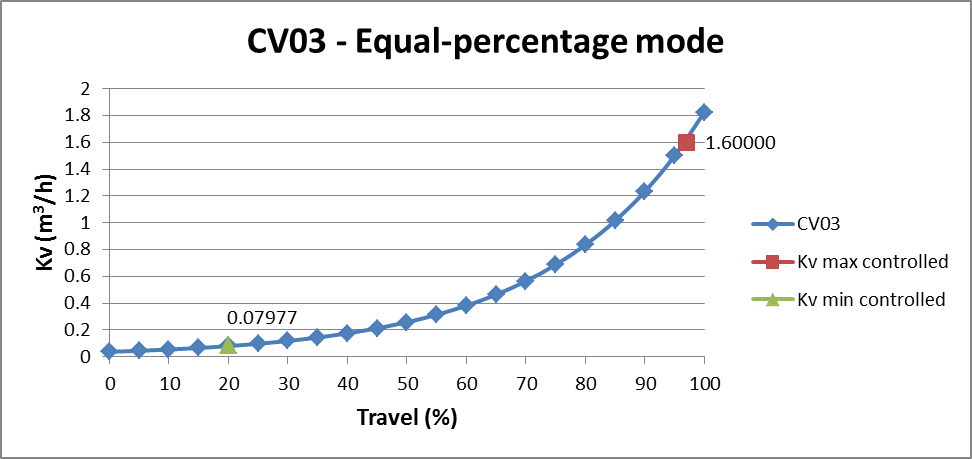 CV03 - Equal-percentage mode
Kv (m³/h)
2
1.8
1.6
1.4
1.2
1
0.8
0.6
0.4
0.2
0
1.60000
0.07977
0 10 20 30 40 50 60 70 80 90 100
Travel (%)
CV03
Kv max controlled
Kv min controlled